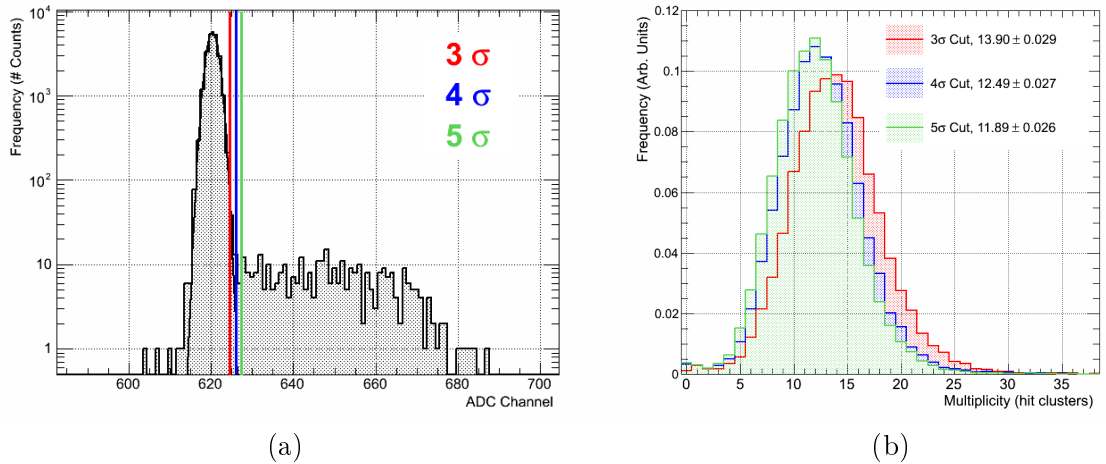 Frequency (# Counts)
10⁴
10³
10²
10
1
600
620
640
660
680
700
ADC Channel
3 σ
4 σ
5 σ
(a)
Frequency (Arb. Units)
0.12
0.1
0.08
0.06
0.04
0.02
0
0
5
10
15
20
25
30
35
Multiplicity (hit clusters)
3σ Cut, 13.90 ± 0.029
4σ Cut, 12.49 ± 0.027
5σ Cut, 11.89 ± 0.026
(b)